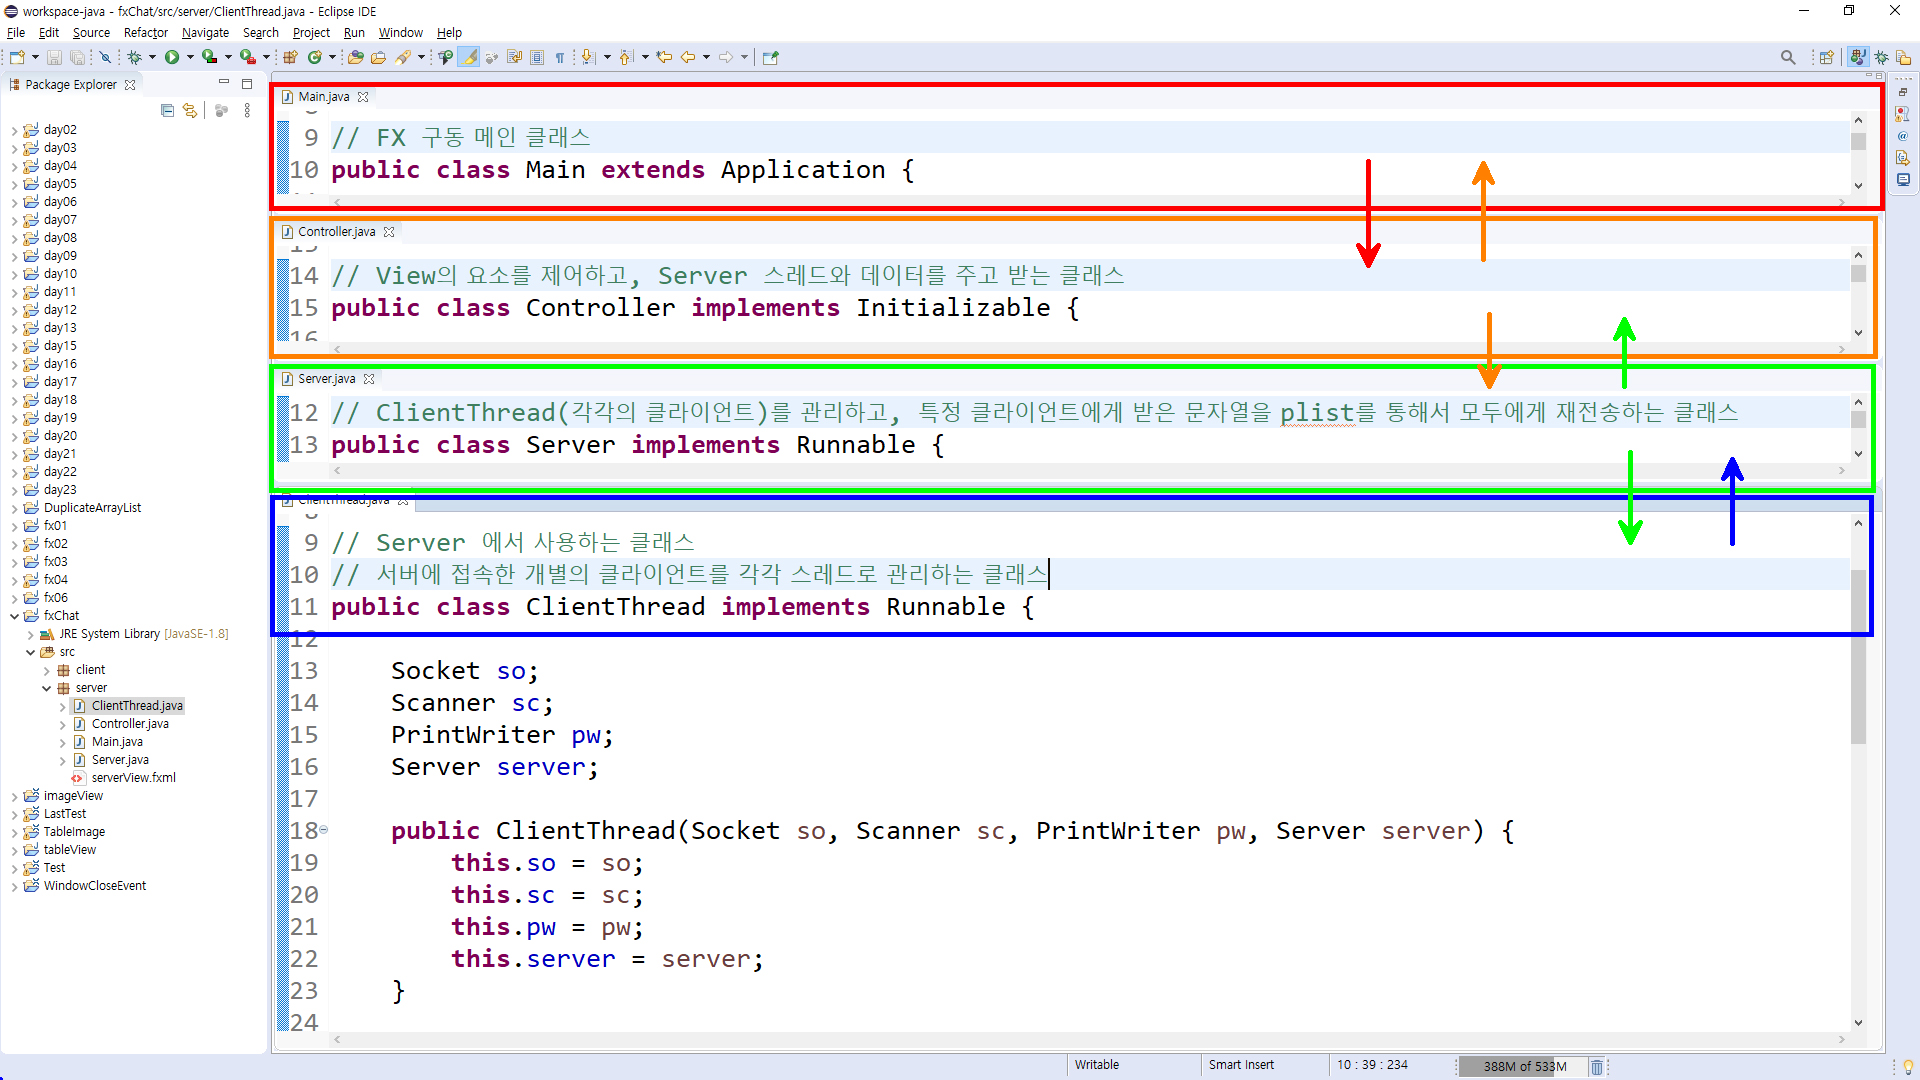 workspace-java - fxChat/src/server/ClientThread.java - Eclipse IDE
File Edit Source Refactor Navigate Search Project Run Window Help
Package Explorer
day02
day03
day04
day05
day06
day07
day08
day09
day10
day11
day12
day13
day15
day16
day17
day18
day19
day20
day21
day22
day23
DuplicateArrayList
fx01
fx02
fx03
fx04
fx06
fxChat
JRE System Library [JavaSE-1.8]
src
client
server
ClientThread.java
Controller.java
Main.java
Server.java
serverView.fxml
imageView
LastTest
TableImage
tableView
Test
WindowCloseEvent
Main.java
9 // FX 구동 메인 클래스
10 public class Main extends Application {
Controller.java
14 // View의 요소를 제어하고, Server 스레드와 데이터를 주고 받는 클래스
15 public class Controller implements Initializable {
16
Server.java
12 // ClientThread(각각의 클라이언트)를 관리하고, 특정 클라이언트에게 받은 문자열을 plist를 통해서 모두에게 재전송하는 클래스
13 public class Server implements Runnable {
ClientThread.java
9 // Server 에서 사용하는 클래스
10 // 서버에 접속한 개별의 클라이언트를 각각 스레드로 관리하는 클래스
11 public class ClientThread implements Runnable {
12
13 Socket so;
14 Scanner sc;
15 PrintWriter pw;
16 Server server;
17
18 public ClientThread(Socket so, Scanner sc, PrintWriter pw, Server server) {
19 this.so = so;
20 this.sc = sc;
21 this.pw = pw;
22 this.server = server;
23 }
24
Writable Smart Insert 10 : 39 : 234 388M of 533M